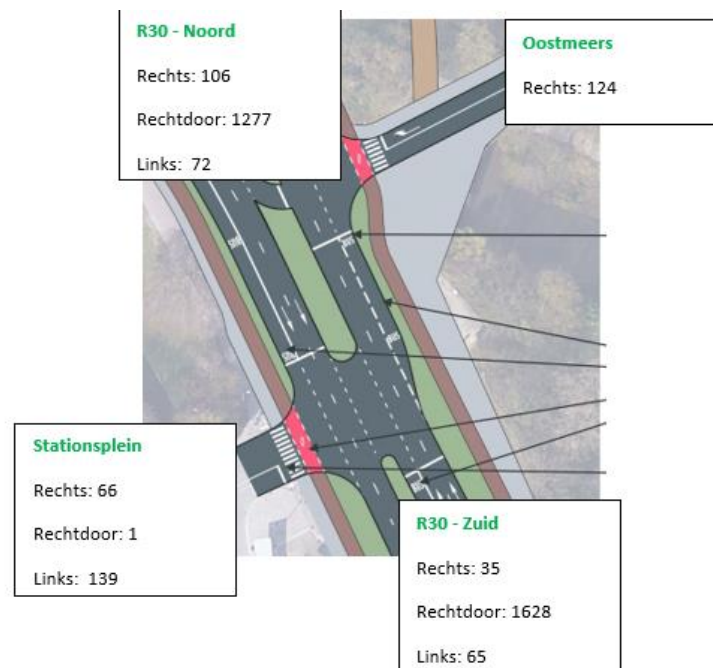 R30 - Noord
Rechts: 106
Rechtdoor: 1277
Links: 72
Oostmeers
Rechts: 124
Stationsplein
Rechts: 66
Rechtdoor: 1
Links: 139
R30 - Zuid
Rechts: 35
Rechtdoor: 1628
Links: 65